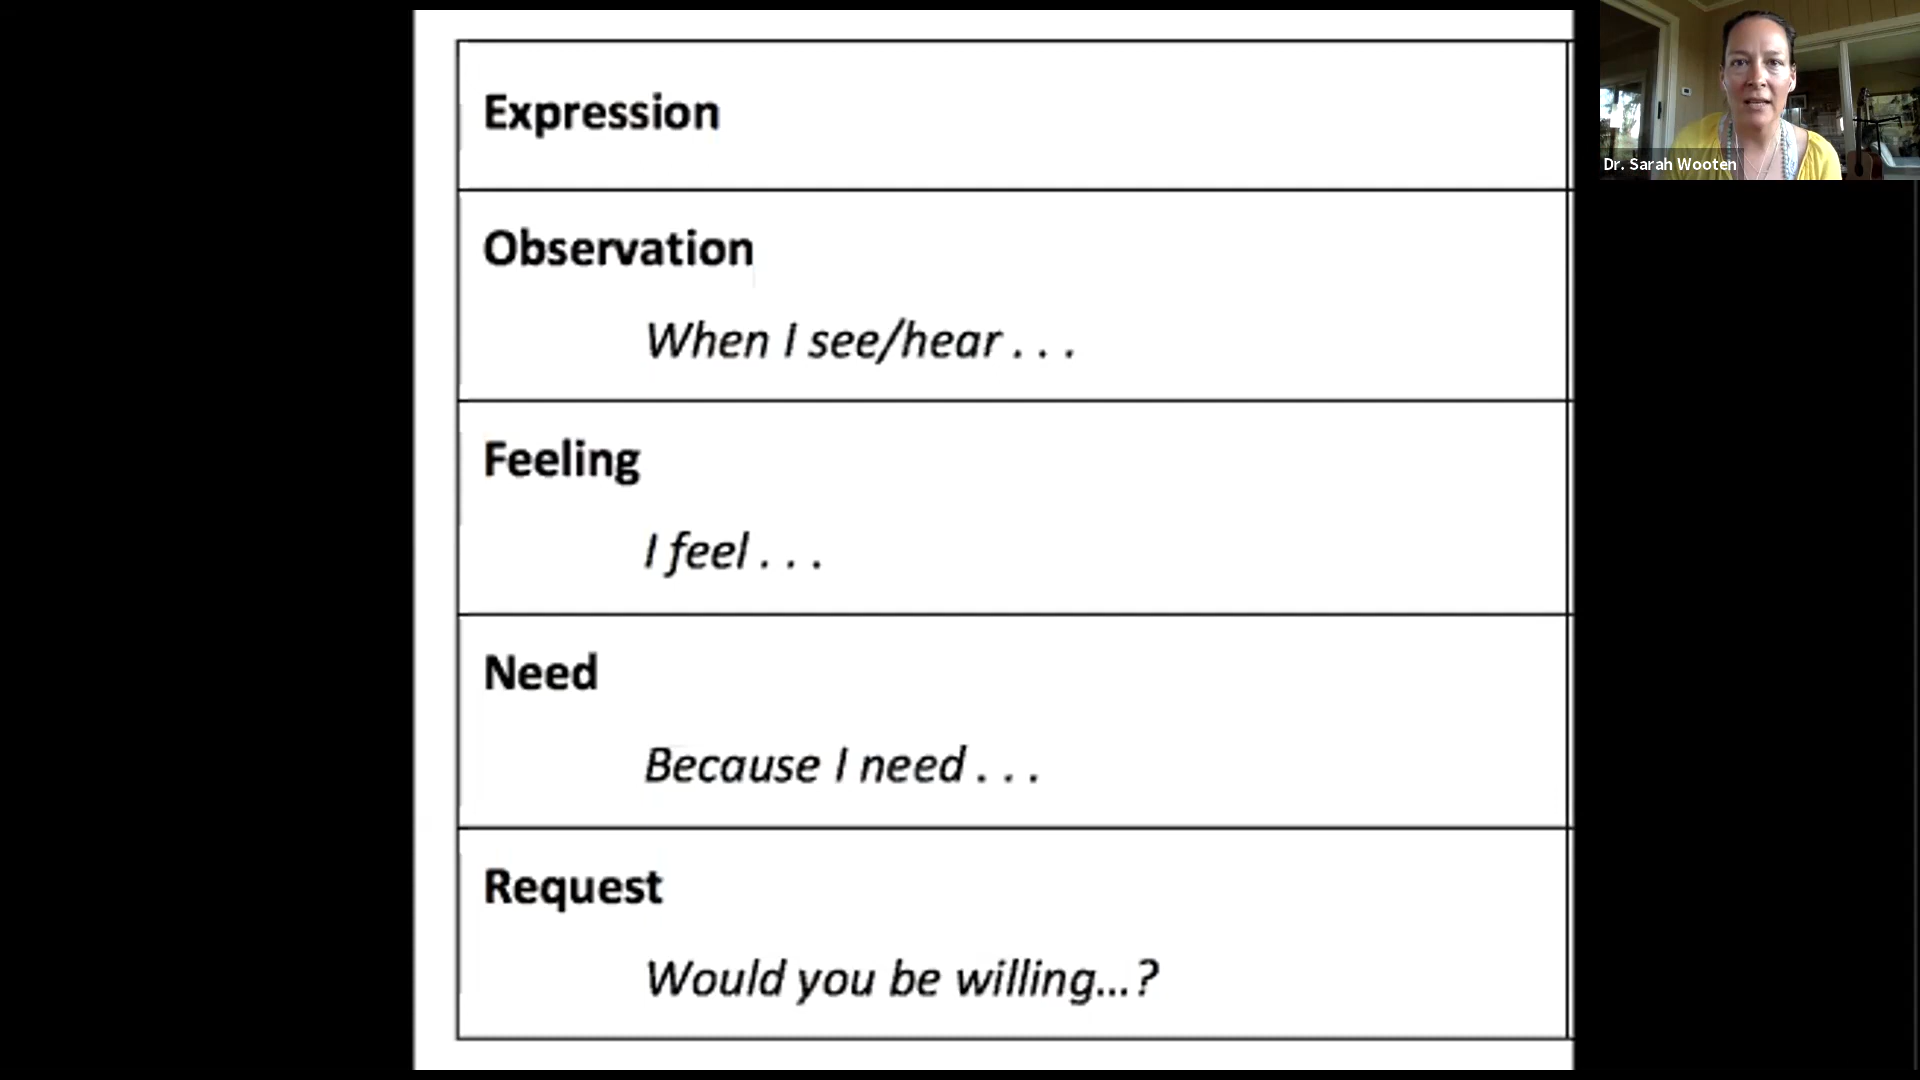 Expression
Observation
When I see/hear . . .
Feeling
I feel . . .
Need
Because I need . . .
Request
Would you be willing...?
Dr. Sarah Wooten